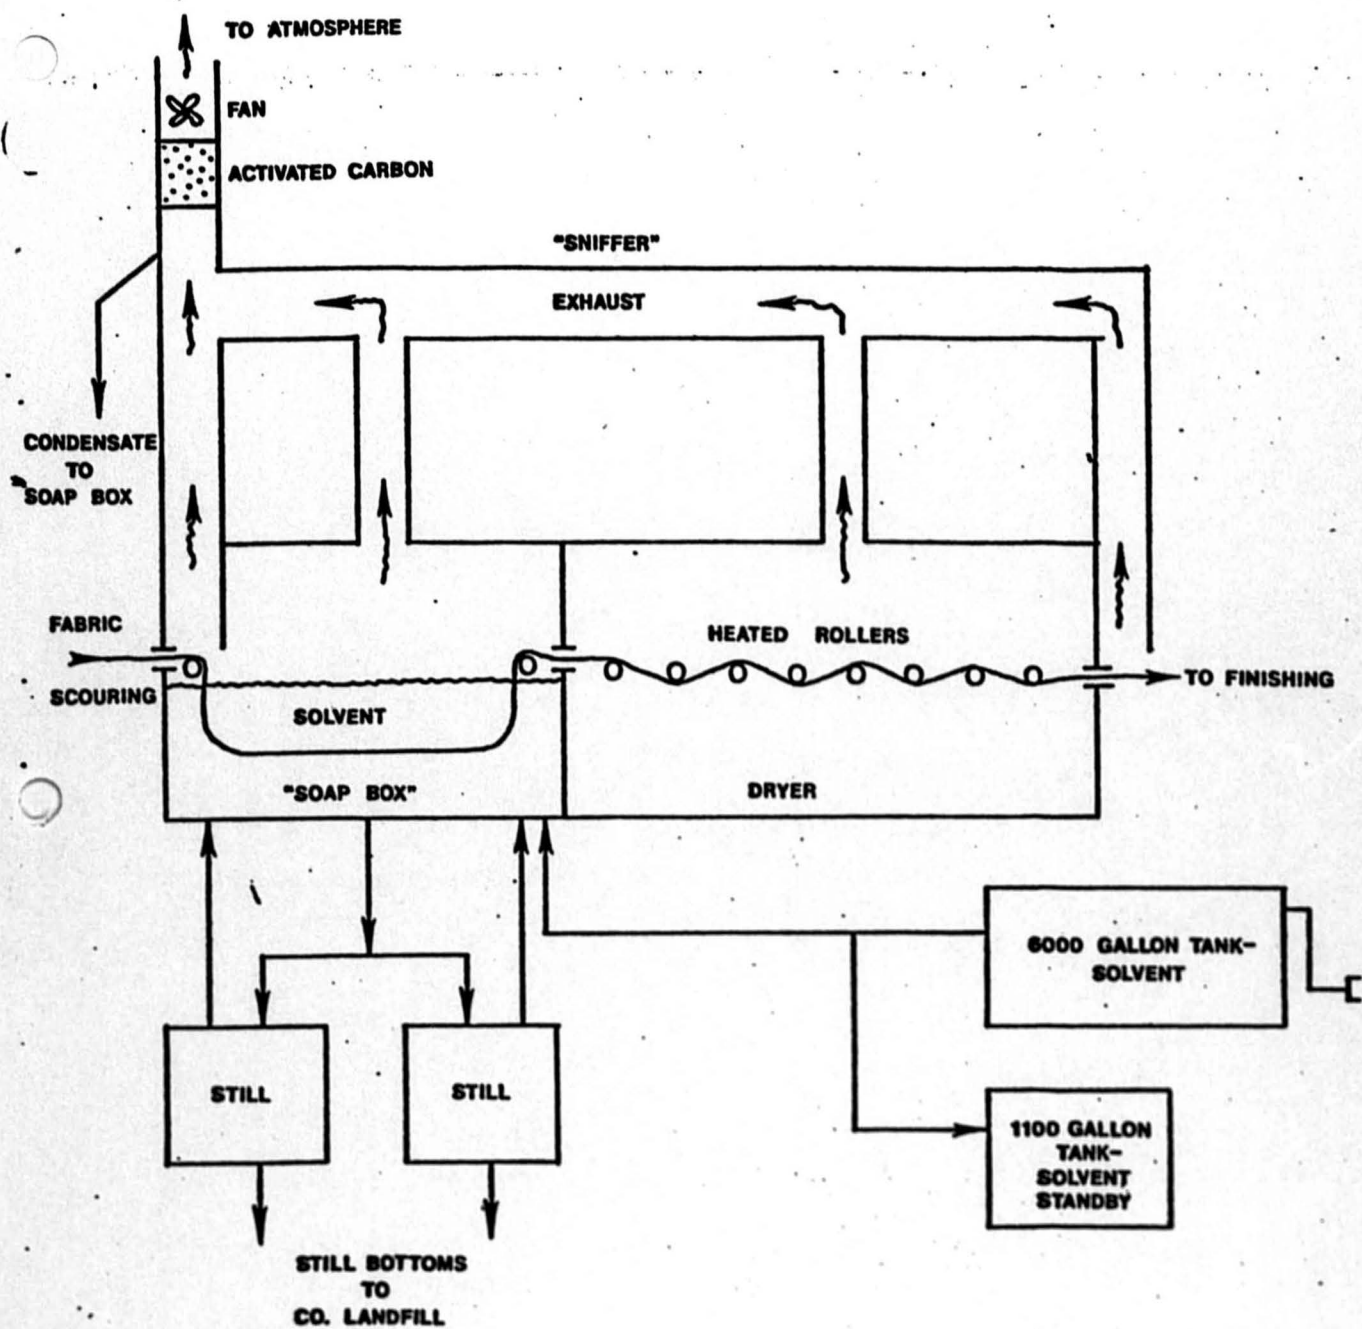 TO ATMOSPHERE
FAN
ACTIVATED CARBON
"SNIFFER"
EXHAUST
CONDENSATE
TO
SOAP BOX
FABRIC
SCOURING
HEATED ROLLERS
TO FINISHING
SOLVENT
"SOAP BOX"
DRYER
6000 GALLON TANK-
SOLVENT
STILL
STILL
1100 GALLON
TANK-
SOLVENT
STANDBY
STILL BOTTOMS
TO
CO. LANDFILL